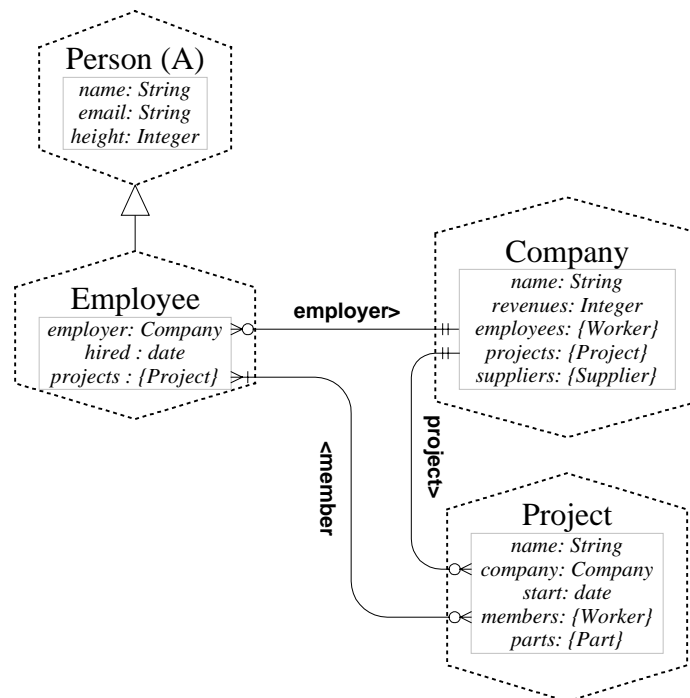 Person (A)
name: String
email: String
height: Integer
Employee
employer: Company
hired : date
projects : {Project}
employer>
Company
name: String
revenues: Integer
employees: {Worker}
projects: {Project}
suppliers: {Supplier}
<member
project>
Project
name: String
company: Company
start: date
members: {Worker}
parts: {Part}